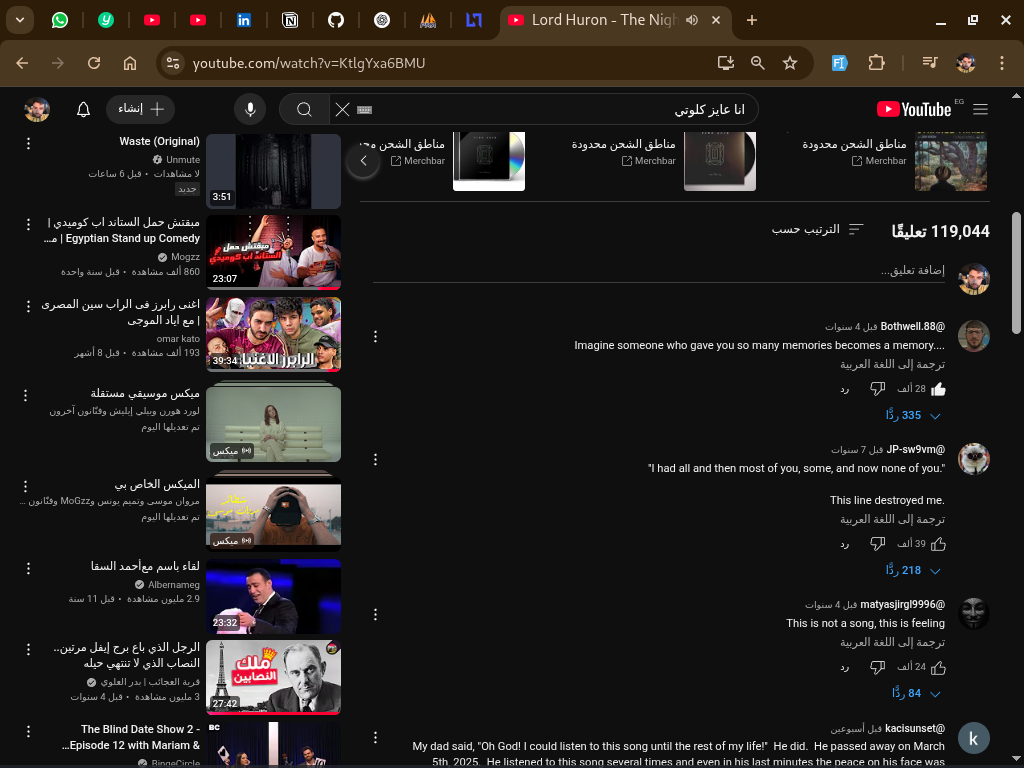 Lord Huron - The Nigh
youtube.com/watch?v=KtlgYxa6BMU
YouTube EG
انا عايز كلوتي
إنشاء
مناطق الشحن محدودة
Merchbar
مناطق الشحن محدودة
Merchbar
مناطق الشحن مح
Merchbar
119,044 تعليقًا
الترتيب حسب
إضافة تعليق...
@Bothwell.88 قبل 4 سنوات
Imagine someone who gave you so many memories becomes a memory....
ترجمة إلى اللغة العربية
28 ألف
رد
335 ردًّا
@JP-sw9vm قبل 7 سنوات
"I had all and then most of you, some, and now none of you."
This line destroyed me.
ترجمة إلى اللغة العربية
39 ألف
رد
218 ردًّا
@matyasjirgl9996 قبل 4 سنوات
This is not a song, this is feeling
ترجمة إلى اللغة العربية
24 ألف
رد
84 ردًّا
@kacisunset قبل أسبوعين
My dad said, "Oh God! I could listen to this song until the rest of my life!" He did. He passed away on March
5th, 2025. He listened to this song several times and even in his last minutes the peace on his face was
Waste (Original)
Unmute
لا مشاهدات • قبل 6 ساعات
جديد
3:51
مبقتش حمل الستاند اب كوميدي |
Egyptian Stand up Comedy | مـ...
Mogzz
860 ألف مشاهدة • قبل سنة واحدة
مبقتش حمل
الستاند اب كوميدي
23:07
اغنى رابرز فى الراب سين المصرى
| مع اياد الموجى
omar kato
193 ألف مشاهدة • قبل 8 أشهر
الرابرز الاغنيا
39:34
ميكس موسيقي مستقلة
لورد هورن وبيلي إيليش وفنّانون آخرون
تم تعديلها اليوم
ميكس
الميكس الخاص بي
مروان موسى وتميم يونس وMoGzz وفنّانون ...
تم تعديلها اليوم
ميكس
لقاء باسم مع‌أحمد السقا
Albernameg
2.9 مليون مشاهدة • قبل 11 سنة
23:32
الرجل الذي باع برج إيفل مرتين..
النصاب الذي لا تنتهي حيله
قرية العجائب | بدر العلوي
3 مليون مشاهدة • قبل 4 سنوات
ملك
النصابين
27:42
The Blind Date Show 2 -
Episode 12 with Mariam &...
BingeCircle
BC